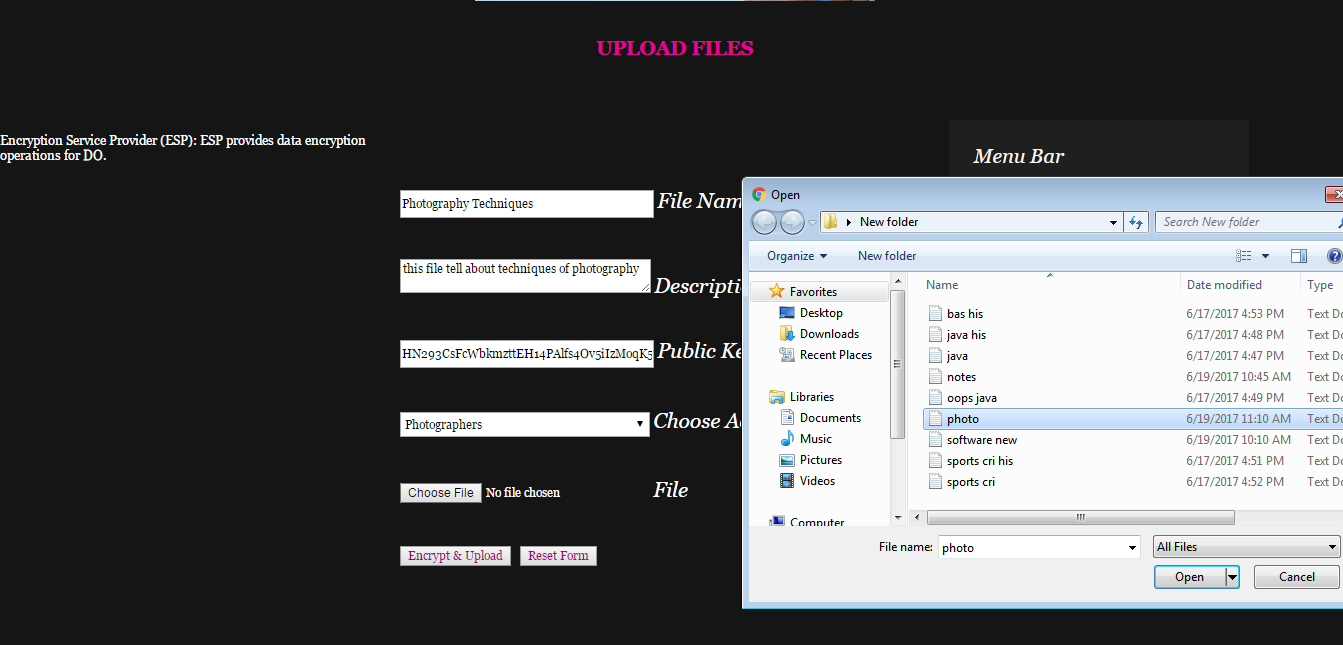 UPLOAD FILES
Encryption Service Provider (ESP): ESP provides data encryption
operations for DO.
Menu Bar
Photography Techniques
File Nam
this file tell about techniques of photography
Descripti
HN293CsFcWbkmzttEH14PAlfs4Ov5iIzMoqK5
Public Ke
Photographers
Choose A
Choose File No file chosen
File
Encrypt & Upload Reset Form
Open
New folder
Search New folder
Organize New folder
Favorites
Desktop
Downloads
Recent Places
Libraries
Documents
Music
Pictures
Videos
Computer
Name Date modified Type
bas his 6/17/2017 4:53 PM Text Do
java his 6/17/2017 4:48 PM Text Do
java 6/17/2017 4:47 PM Text Do
notes 6/19/2017 10:45 AM Text Do
oops java 6/17/2017 4:49 PM Text Do
photo 6/19/2017 11:10 AM Text Do
software new 6/19/2017 10:10 AM Text Do
sports cri his 6/17/2017 4:51 PM Text Do
sports cri 6/17/2017 4:52 PM Text Do
File name: photo All Files
Open Cancel